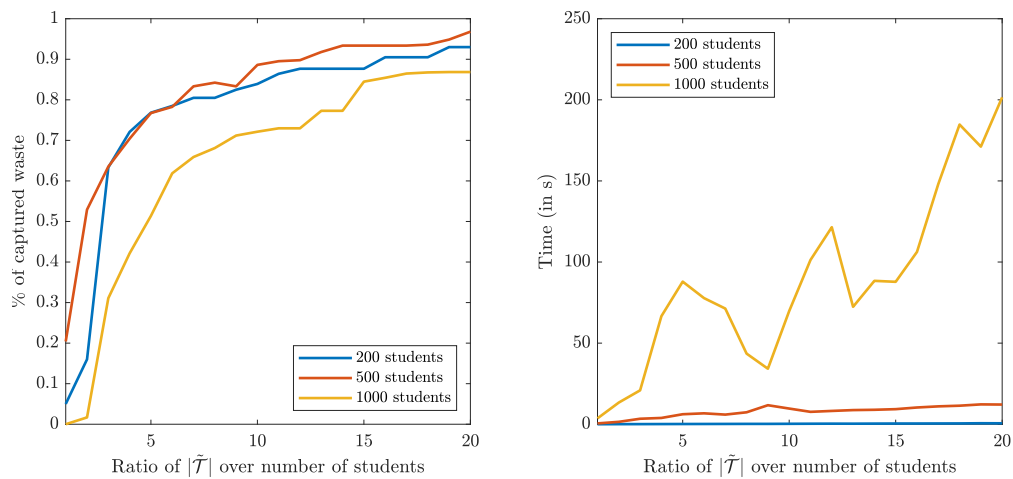 1
0.9
0.8
0.7
0.6
0.5
0.4
0.3
0.2
0.1
0
% of captured waste
5
10
15
20
Ratio of |𝒯̃| over number of students
200 students
500 students
1000 students
250
200
150
100
50
0
Time (in s)
5
10
15
20
Ratio of |𝒯̃| over number of students
200 students
500 students
1000 students